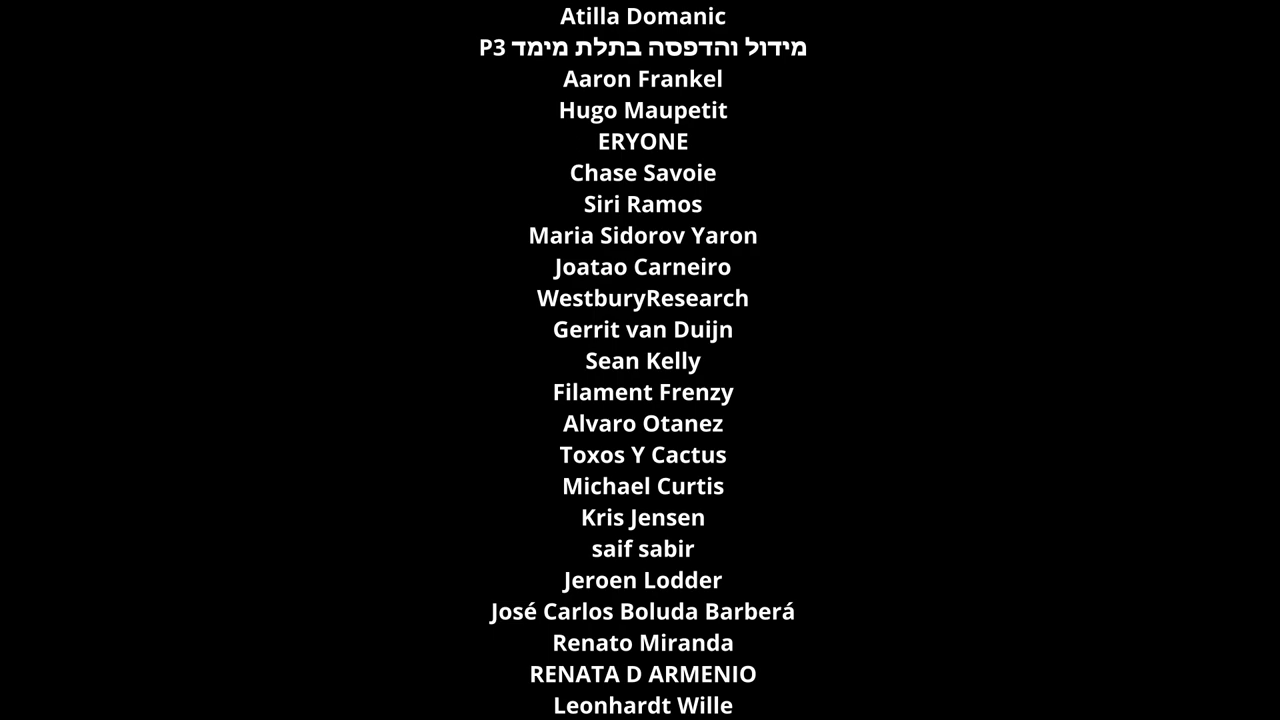 Atilla Domanic
P3 מידול והדפסה בתלת מימד
Aaron Frankel
Hugo Maupetit
ERYONE
Chase Savoie
Siri Ramos
Maria Sidorov Yaron
Joatao Carneiro
WestburyResearch
Gerrit van Duijn
Sean Kelly
Filament Frenzy
Alvaro Otanez
Toxos Y Cactus
Michael Curtis
Kris Jensen
saif sabir
Jeroen Lodder
José Carlos Boluda Barberá
Renato Miranda
RENATA D ARMENIO
Leonhardt Wille